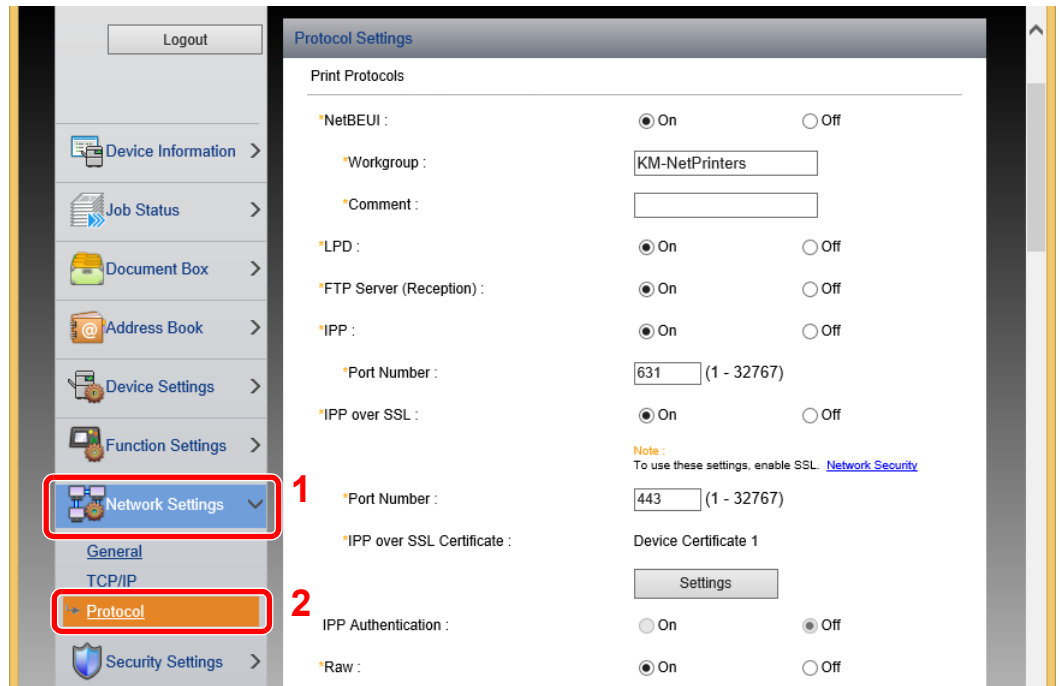 Logout
Device Information
Job Status
Document Box
Address Book
Device Settings
Function Settings
Network Settings
1
General
TCP/IP
Protocol
2
Security Settings
Protocol Settings
Print Protocols
*NetBEUI : On Off
*Workgroup : KM-NetPrinters
*Comment :
*LPD : On Off
*FTP Server (Reception) : On Off
*IPP : On Off
*Port Number : 631 (1 - 32767)
*IPP over SSL : On Off
Note :
To use these settings, enable SSL. Network Security
*Port Number : 443 (1 - 32767)
*IPP over SSL Certificate : Device Certificate 1
Settings
IPP Authentication : On Off
*Raw : On Off